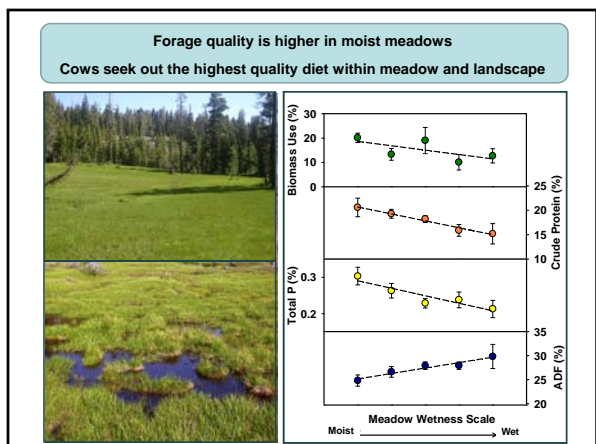 Forage quality is higher in moist meadows
Cows seek out the highest quality diet within meadow and landscape
Biomass Use (%)
30
20
10
0
Crude Protein (%)
25
20
15
10
Total P (%)
0.3
0.2
ADF (%)
35
30
25
20
Meadow Wetness Scale
Moist Wet